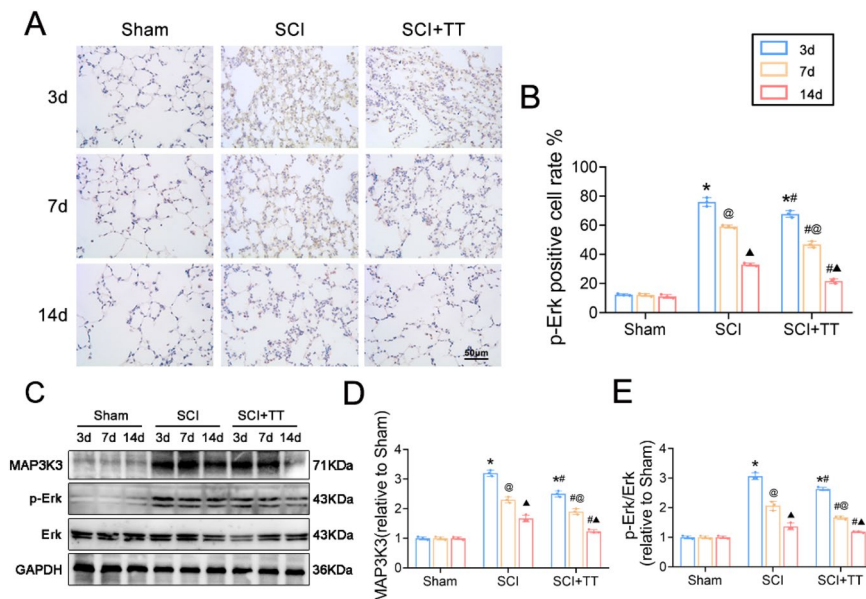 A
Sham SCI SCI+TT
3d
7d
14d
50μm
3d
7d
14d
B
p-Erk positive cell rate %
100
80
60
40
20
0
* @ ▲ *# #@ #▲
Sham SCI SCI+TT
C
Sham SCI SCI+TT
3d 7d 14d 3d 7d 14d 3d 7d 14d
MAP3K3 71KDa
p-Erk 43KDa
Erk 43KDa
GAPDH 36KDa
D
MAP3K3(relative to Sham)
4
3
2
1
0
* @ ▲ *# #@ #▲
Sham SCI SCI+TT
E
p-Erk/Erk
(relative to Sham)
4
3
2
1
0
* @ ▲ *# #@ #▲
Sham SCI SCI+TT